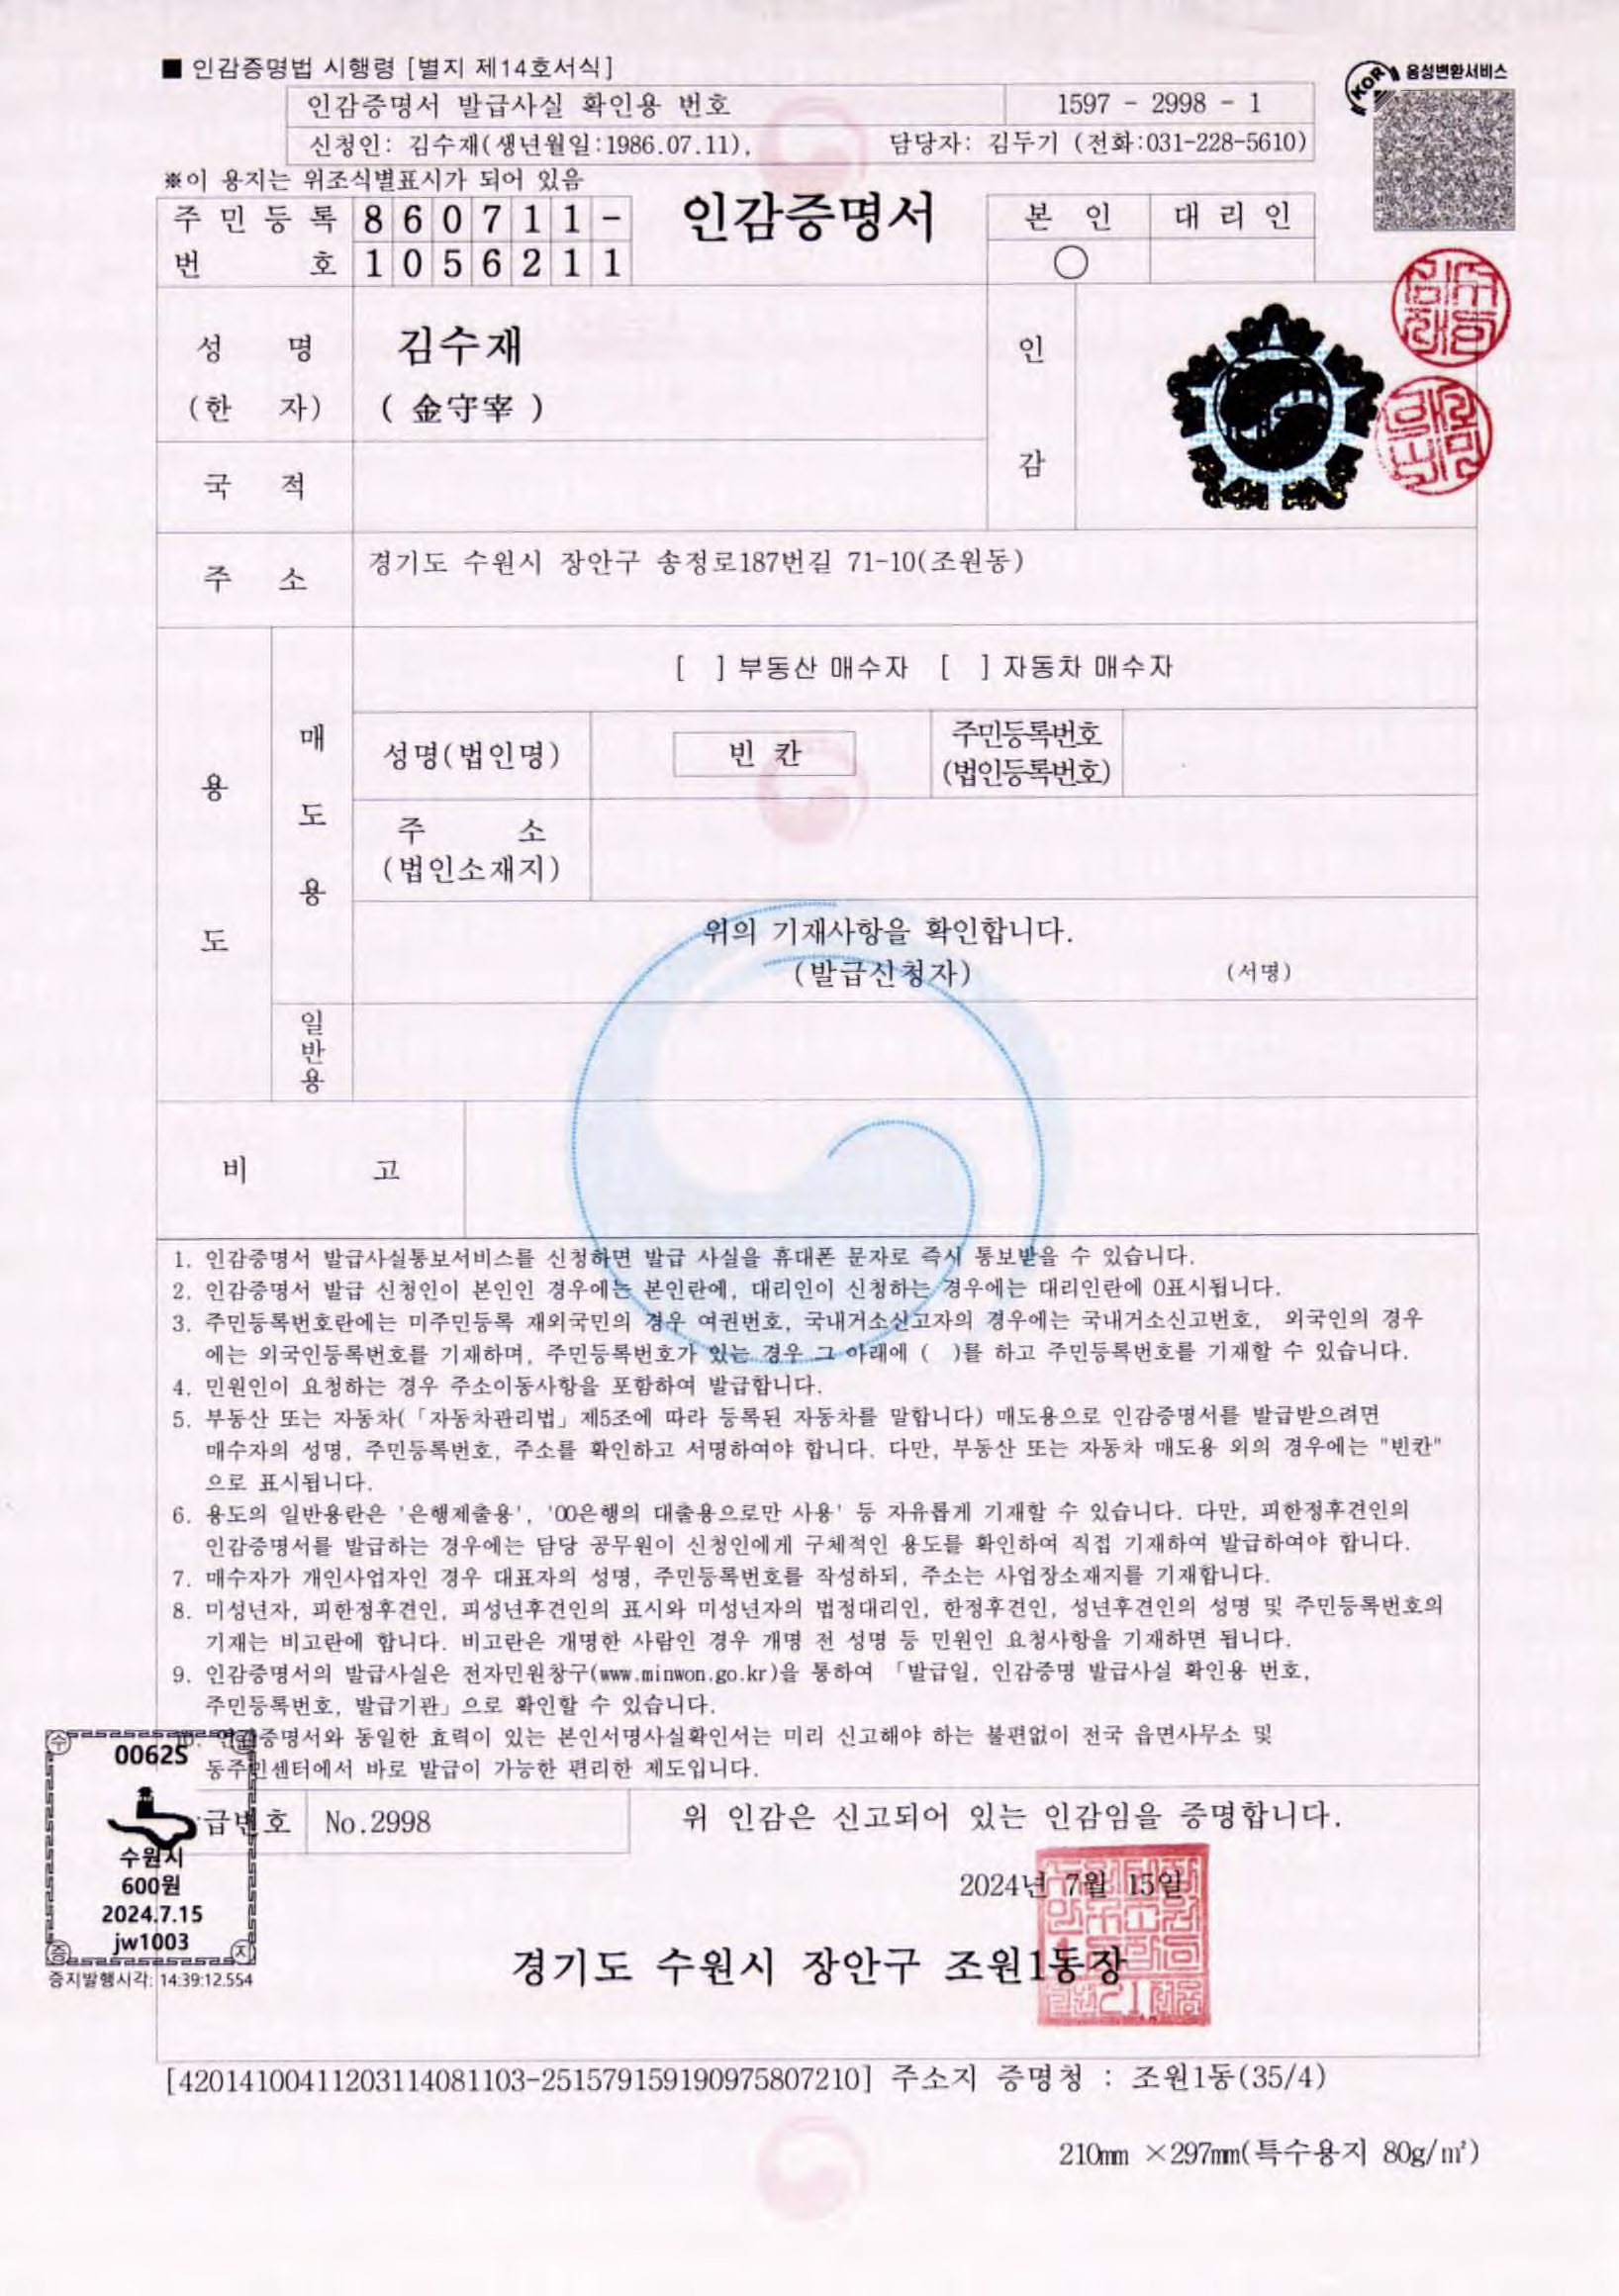 ■ 인감증명법 시행령 [별지 제14호서식]
음성변환서비스
KOR
인감증명서 발급사실 확인용 번호 1597 - 2998 - 1
신청인: 김수재(생년월일:1986.07.11), 담당자: 김두기 (전화:031-228-5610)
※이 용지는 위조식별표시가 되어 있음
주민등록 860711-
번호 1056211
인감증명서
본 인 대 리 인
○
성 명 김수재
(한 자) ( 金守宰 )
인 감
국 적
주 소 경기도 수원시 장안구 송정로187번길 71-10(조원동)
용 도
매 도 용
[ ] 부동산 매수자 [ ] 자동차 매수자
성명(법인명) 빈 칸 주민등록번호
(법인등록번호)
주 소
(법인소재지)
위의 기재사항을 확인합니다.
(발급신청자) (서명)
일 반 용
비 고
1. 인감증명서 발급사실통보서비스를 신청하면 발급 사실을 휴대폰 문자로 즉시 통보받을 수 있습니다.
2. 인감증명서 발급 신청인이 본인인 경우에는 본인란에, 대리인이 신청하는 경우에는 대리인란에 0표시됩니다.
3. 주민등록번호란에는 미주민등록 재외국민의 경우 여권번호, 국내거소신고자의 경우에는 국내거소신고번호, 외국인의 경우
에는 외국인등록번호를 기재하며, 주민등록번호가 있는 경우 그 아래에 ( )를 하고 주민등록번호를 기재할 수 있습니다.
4. 민원인이 요청하는 경우 주소이동사항을 포함하여 발급합니다.
5. 부동산 또는 자동차(「자동차관리법」 제5조에 따라 등록된 자동차를 말합니다) 매도용으로 인감증명서를 발급받으려면
매수자의 성명, 주민등록번호, 주소를 확인하고 서명하여야 합니다. 다만, 부동산 또는 자동차 매도용 외의 경우에는 "빈칸"
으로 표시됩니다.
6. 용도의 일반용란은 '은행제출용', '00은행의 대출용으로만 사용' 등 자유롭게 기재할 수 있습니다. 다만, 피한정후견인의
인감증명서를 발급하는 경우에는 담당 공무원이 신청인에게 구체적인 용도를 확인하여 직접 기재하여 발급하여야 합니다.
7. 매수자가 개인사업자인 경우 대표자의 성명, 주민등록번호를 작성하되, 주소는 사업장소재지를 기재합니다.
8. 미성년자, 피한정후견인, 피성년후견인의 표시와 미성년자의 법정대리인, 한정후견인, 성년후견인의 성명 및 주민등록번호의
기재는 비고란에 합니다. 비고란은 개명한 사람인 경우 개명 전 성명 등 민원인 요청사항을 기재하면 됩니다.
9. 인감증명서의 발급사실은 전자민원창구(www.minwon.go.kr)을 통하여 「발급일, 인감증명 발급사실 확인용 번호,
주민등록번호, 발급기관」으로 확인할 수 있습니다.
인감증명서와 동일한 효력이 있는 본인서명사실확인서는 미리 신고해야 하는 불편없이 전국 읍면사무소 및
동주민센터에서 바로 발급이 가능한 편리한 제도입니다.
급번호 No.2998 위 인감은 신고되어 있는 인감임을 증명합니다.
2024년 7월 15일
경기도 수원시 장안구 조원1동장
수
0062S
수원시
600원
2024.7.15
jw1003
증 지
증지발행시각: 14:39:12.554
[42014100411203114081103-2515791591909758​07210] 주소지 증명청 : 조원1동(35/4)
210mm ×297mm(특수용지 80g/㎡)